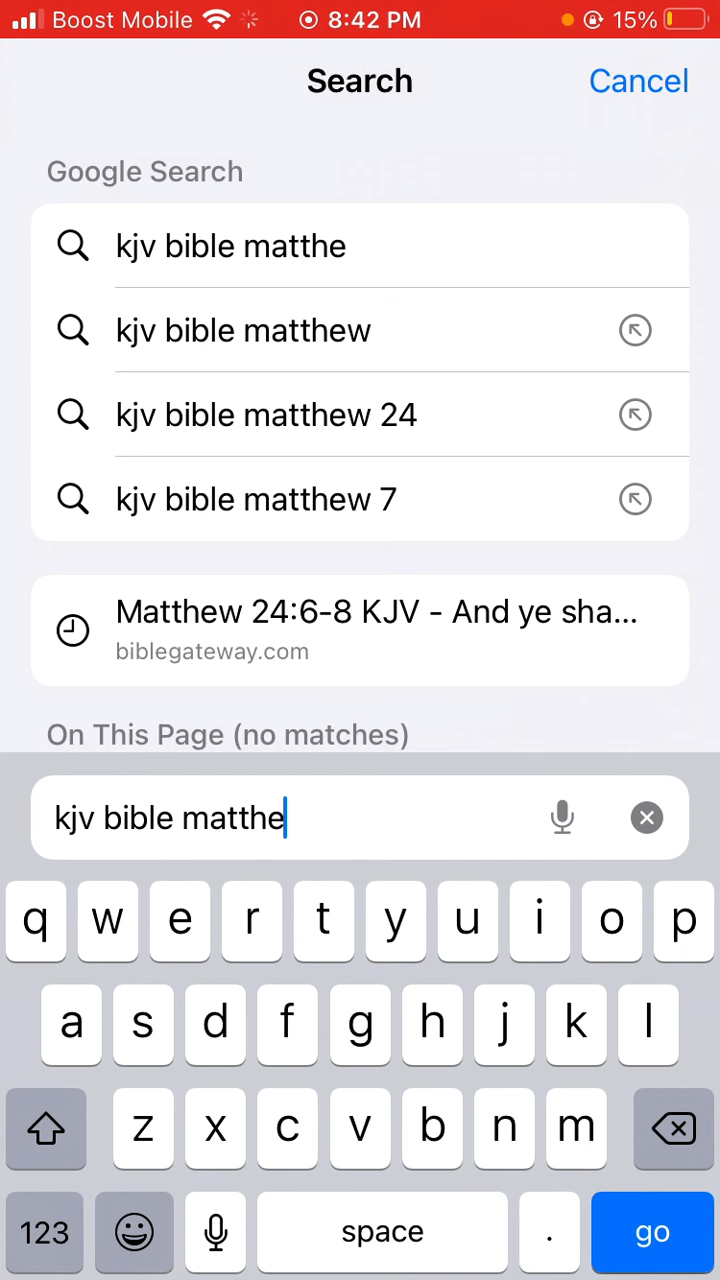 Boost Mobile 8:42 PM 15%
Search Cancel
Google Search
kjv bible matthe
kjv bible matthew
kjv bible matthew 24
kjv bible matthew 7
Matthew 24:6-8 KJV - And ye sha...
biblegateway.com
On This Page (no matches)
kjv bible matthe
q w e r t y u i o p
a s d f g h j k l
z x c v b n m
123 space . go